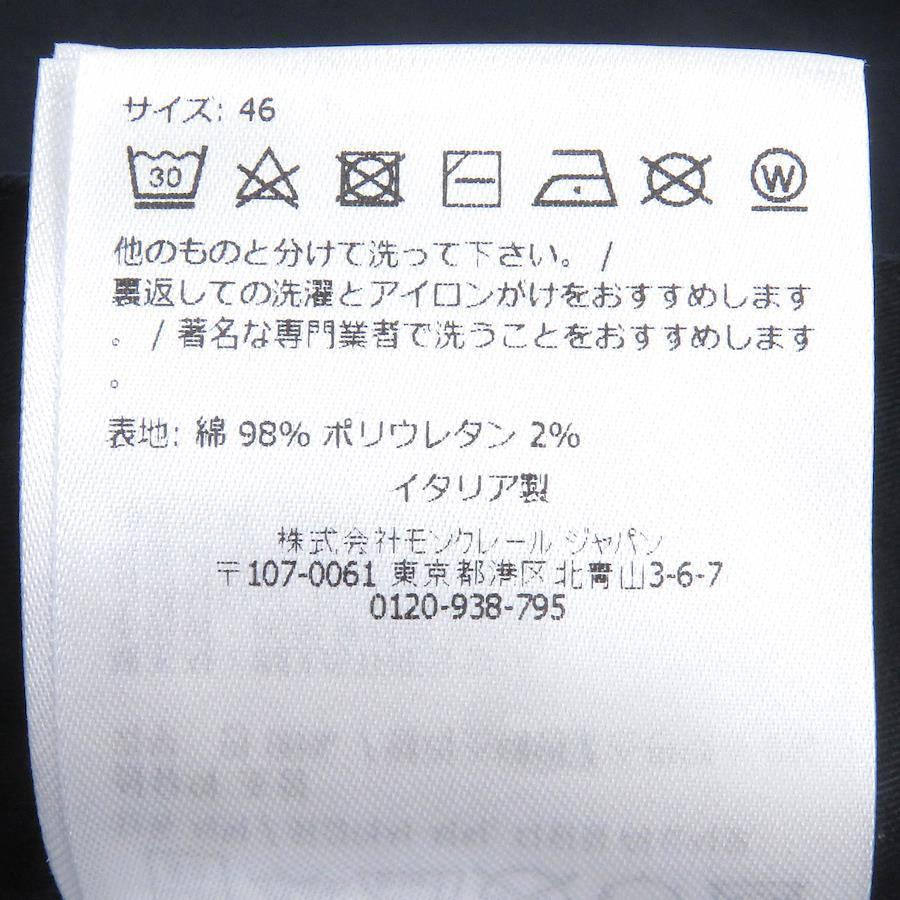 サイズ: 46
30
W
他のものと分けて洗って下さい。 /
裏返しての洗濯とアイロンがけをおすすめします
。 / 著名な専門業者で洗うことをおすすめします
。
表地: 綿 98% ポリウレタン 2%
イタリア製
株式会社モンクレール ジャパン
〒107-0061 東京都港区北青山3-6-7
0120-938-795